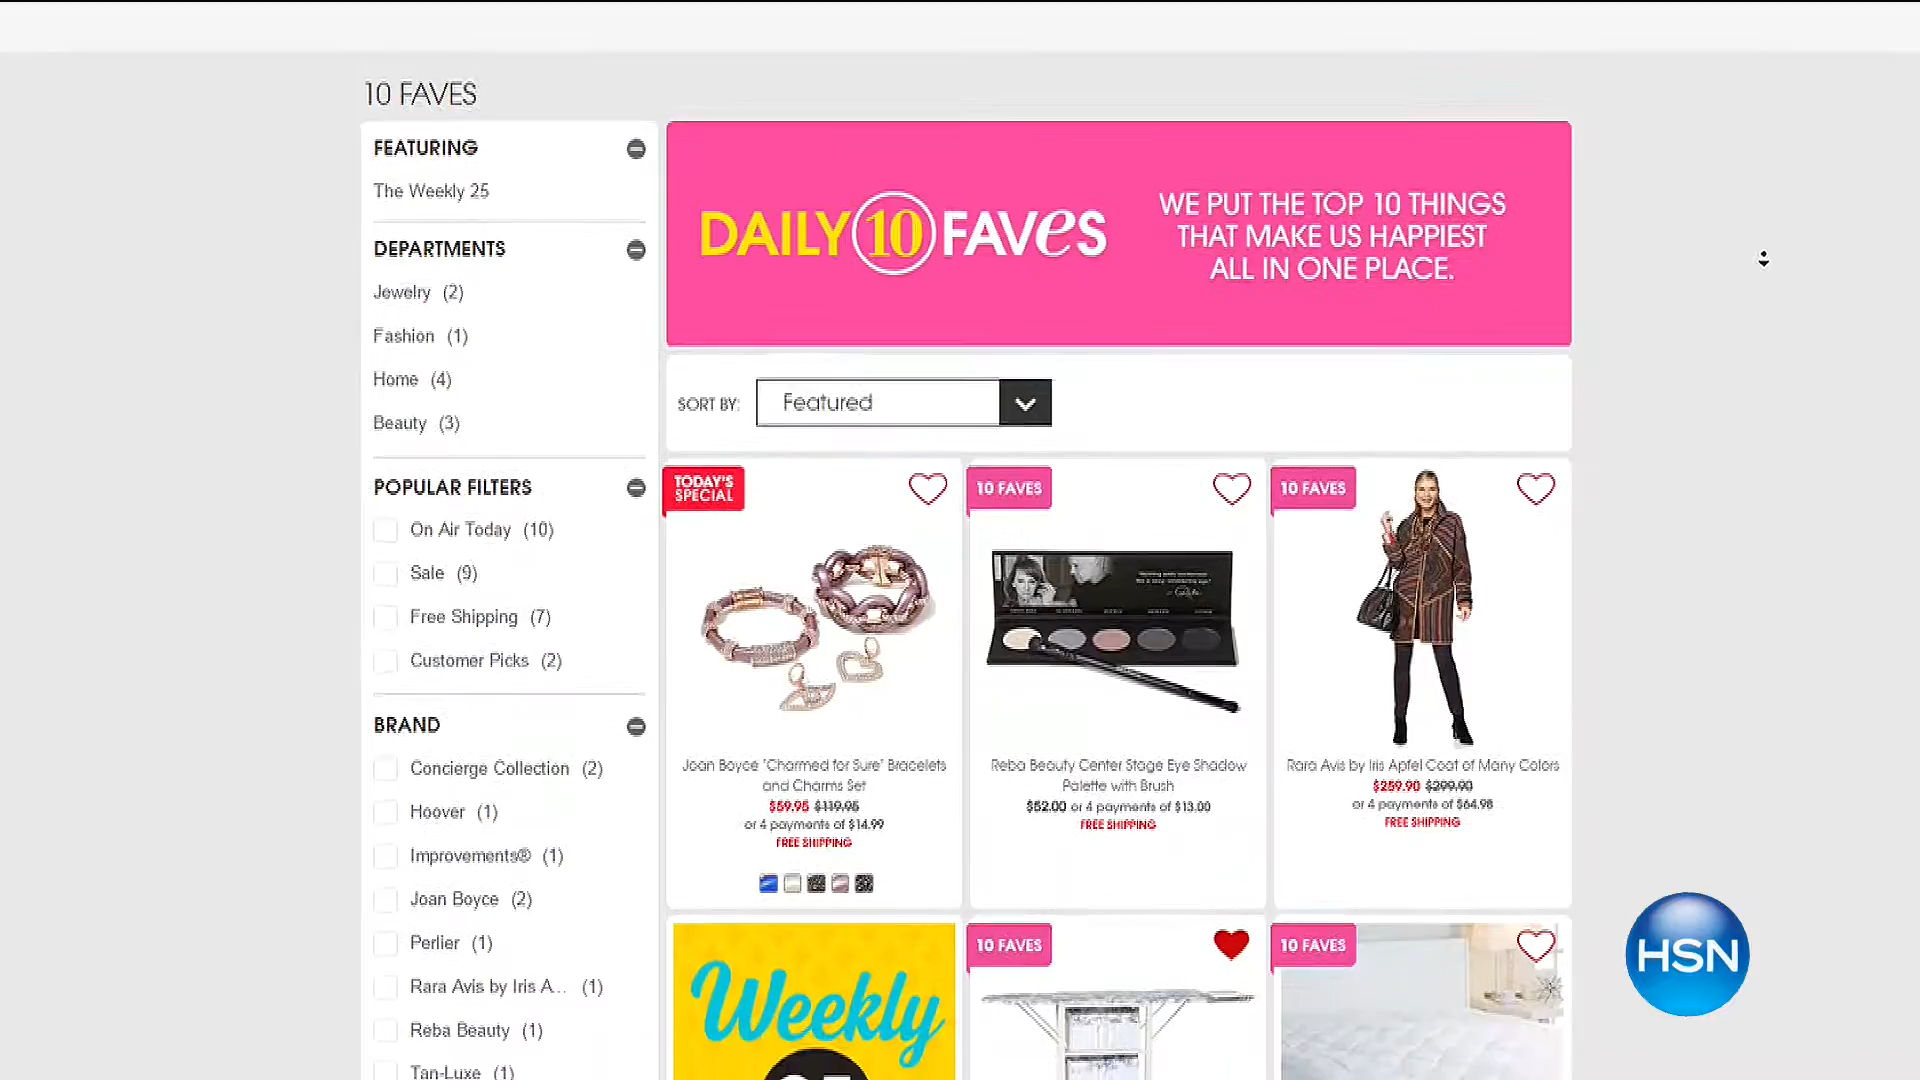 10 FAVES
FEATURING
The Weekly 25
DEPARTMENTS
Jewelry (2)
Fashion (1)
Home (4)
Beauty (3)
POPULAR FILTERS
On Air Today (10)
Sale (9)
Free Shipping (7)
Customer Picks (2)
BRAND
Concierge Collection (2)
Hoover (1)
Improvements® (1)
Joan Boyce (2)
Perlier (1)
Rara Avis by Iris A... (1)
Reba Beauty (1)
Tan-Luxe (1)
DAILY 10 FAVES
WE PUT THE TOP 10 THINGS
THAT MAKE US HAPPIEST
ALL IN ONE PLACE.
SORT BY:
Featured
TODAY'S
SPECIAL
Joan Boyce "Charmed for Sure" Bracelets
and Charms Set
$59.95 $119.95
or 4 payments of $14.99
FREE SHIPPING
10 FAVES
Reba Beauty Center Stage Eye Shadow
Palette with Brush
$52.00 or 4 payments of $13.00
FREE SHIPPING
10 FAVES
Rara Avis by Iris Apfel Coat of Many Colors
$259.90 $299.90
or 4 payments of $64.98
FREE SHIPPING
Weekly
10 FAVES
10 FAVES
HSN